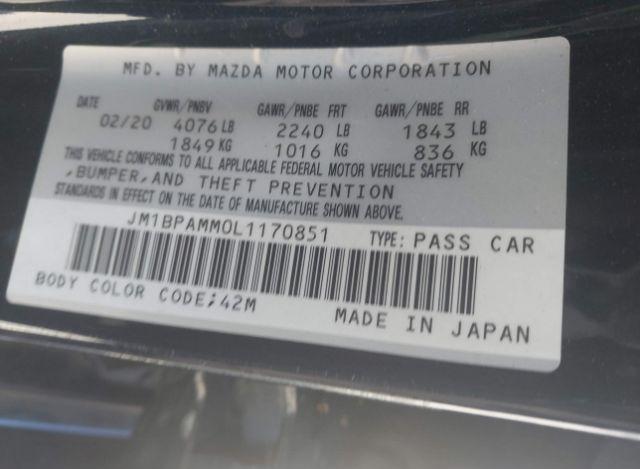 MFD. BY MAZDA MOTOR CORPORATION
DATE GVWR/PNBV GAWR/PNBE FRT GAWR/PNBE RR
02/20 4076 LB 2240 LB 1843 LB
1849 KG 1016 KG 836 KG
THIS VEHICLE CONFORMS TO ALL APPLICABLE FEDERAL MOTOR VEHICLE SAFETY
,BUMPER,AND THEFT PREVENTION
STANDARDS IN EFFECT ON THE DATE OF MANUFACTURE SHOWN ABOVE.
JM1BPAMM0L1170851 TYPE: PASS CAR
BODY COLOR CODE;42M
MADE IN JAPAN